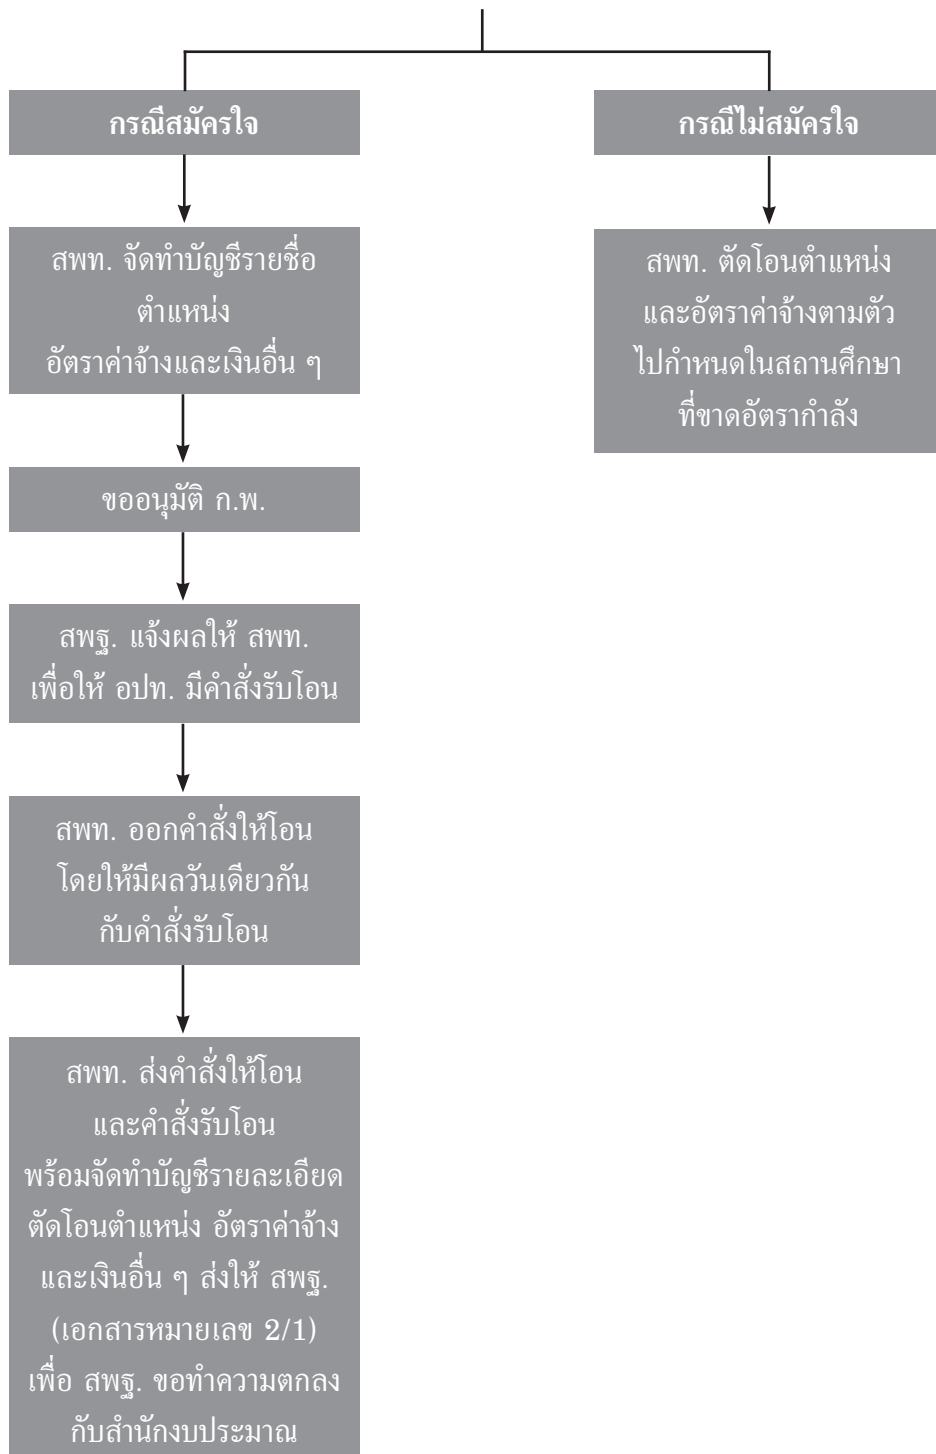 กรณีสมัครใจ
สพท. จัดทำบัญชีรายชื่อ
ตำแหน่ง
อัตราค่าจ้างและเงินอื่น ๆ
ขออนุมัติ ก.พ.
สพฐ. แจ้งผลให้ สพท.
เพื่อให้ อปท. มีคำสั่งรับโอน
สพท. ออกคำสั่งให้โอน
โดยให้มีผลวันเดียวกัน
กับคำสั่งรับโอน
สพท. ส่งคำสั่งให้โอน
และคำสั่งรับโอน
พร้อมจัดทำบัญชีรายละเอียด
ตัดโอนตำแหน่ง อัตราค่าจ้าง
และเงินอื่น ๆ ส่งให้ สพฐ.
(เอกสารหมายเลข 2/1)
เพื่อ สพฐ. ขอทำความตกลง
กับสำนักงบประมาณ
กรณีไม่สมัครใจ
สพท. ตัดโอนตำแหน่ง
และอัตราค่าจ้างตามตัว
ไปกำหนดในสถานศึกษา
ที่ขาดอัตรากำลัง